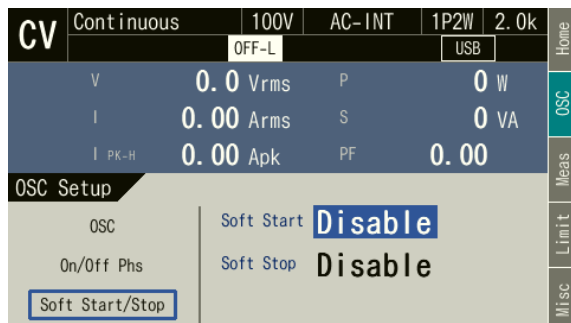 CV Continuous 100V AC-INT 1P2W 2.0k
OFF-L USB
V 0.0 Vrms P 0 W
I 0.00 Arms S 0 VA
I PK-H 0.00 Apk PF 0.00
OSC Setup
OSC
On/Off Phs
Soft Start/Stop
Soft Start Disable
Soft Stop Disable
Home
OSC
Meas
Limit
Misc